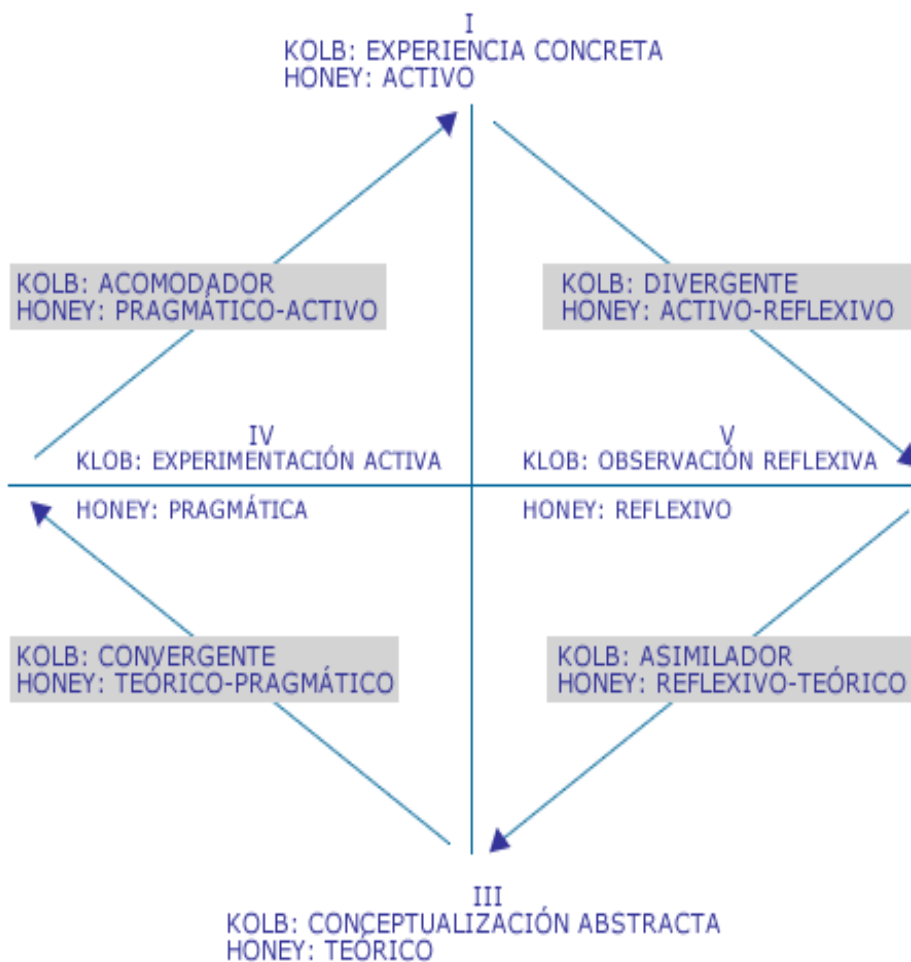 I
KOLB: EXPERIENCIA CONCRETA
HONEY: ACTIVO
KOLB: ACOMODADOR
HONEY: PRAGMÁTICO-ACTIVO
KOLB: DIVERGENTE
HONEY: ACTIVO-REFLEXIVO
IV
KLOB: EXPERIMENTACIÓN ACTIVA
HONEY: PRAGMÁTICA
V
KLOB: OBSERVACIÓN REFLEXIVA
HONEY: REFLEXIVO
KOLB: CONVERGENTE
HONEY: TEÓRICO-PRAGMÁTICO
KOLB: ASIMILADOR
HONEY: REFLEXIVO-TEÓRICO
III
KOLB: CONCEPTUALIZACIÓN ABSTRACTA
HONEY: TEÓRICO